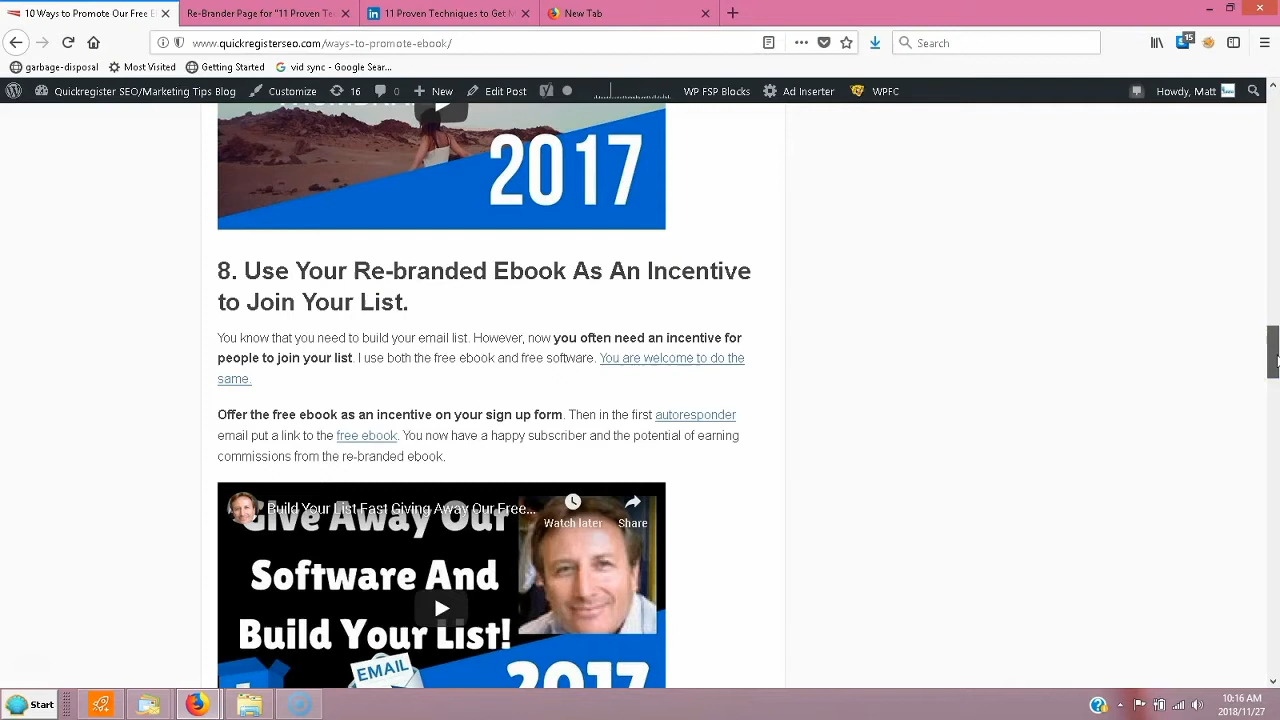 10 Ways to Promote Our Free E
Re-Brander Page for "11 Proven Tec
11 Proven Techniques to Get M
New Tab
www.quickregisterseo.com/ways-to-promote-ebook/
Search
15
garbage-disposal
Most Visited
Getting Started
vid sync - Google Sear...
Quickregister SEO/Marketing Tips Blog
Customize
16
0
New
Edit Post
WP FSP Blocks
Ad Inserter
WPFC
Howdy, Matt
2017
8. Use Your Re-branded Ebook As An Incentive
to Join Your List.
You know that you need to build your email list. However, now you often need an incentive for
people to join your list. I use both the free ebook and free software. You are welcome to do the
same.
Offer the free ebook as an incentive on your sign up form. Then in the first autoresponder
email put a link to the free ebook. You now have a happy subscriber and the potential of earning
commissions from the re-branded ebook.
Build Your List Fast Giving Away Our Free...
Watch later
Share
Give Away Our
Software And
Build Your List!
EMAIL
2017
Start
10:16 AM
2018/11/27